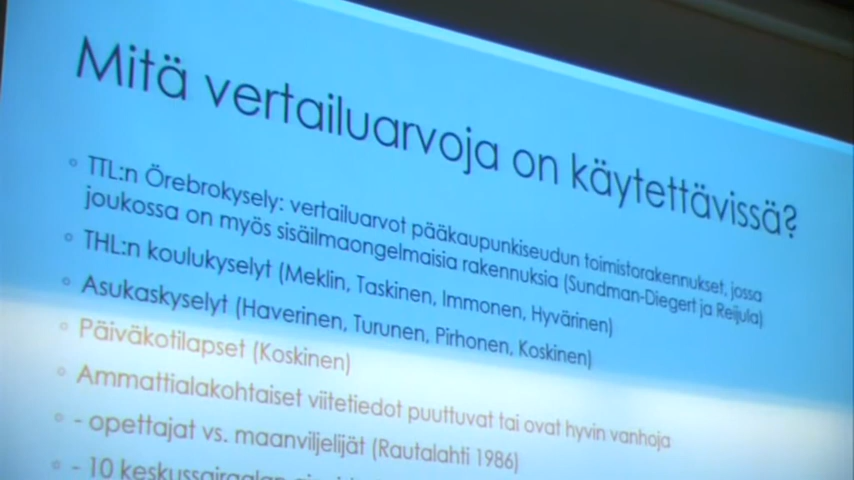 Mitä vertailuarvoja on käytettävissä?
TTL:n Örebrokysely: vertailuarvot pääkaupunkiseudun toimistorakennukset, jossa
joukossa on myös sisäilmaongelmaisia rakennuksia (Sundman-Diegert ja Reijula)
THL:n koulukyselyt (Meklin, Taskinen, Immonen, Hyvärinen)
Asukaskyselyt (Haverinen, Turunen, Pirhonen, Koskinen)
Päiväkotilapset (Koskinen)
Ammattialakohtaiset viitetiedot puuttuvat tai ovat hyvin vanhoja
- opettajat vs. maanviljelijät (Rautalahti 1986)
- 10 keskussairaalan